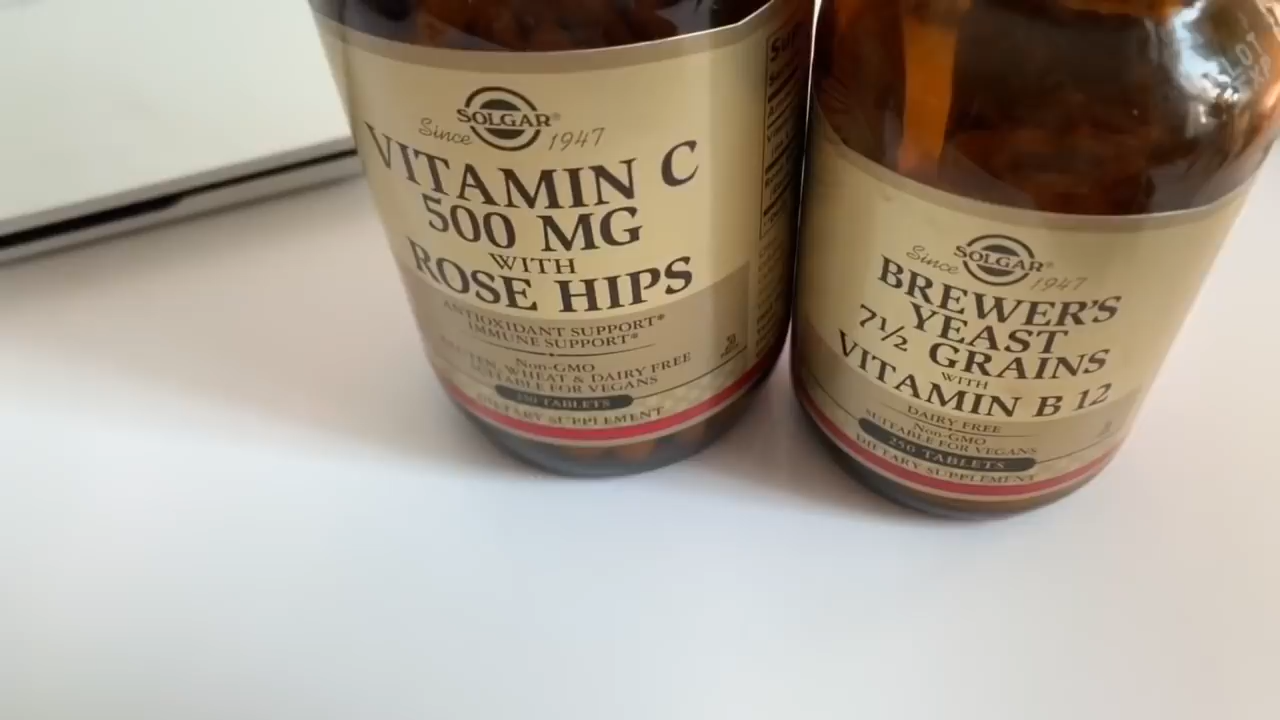 SOLGAR®
Since 1947
VITAMIN C
500 MG
WITH
ROSE HIPS
ANTIOXIDANT SUPPORT*
IMMUNE SUPPORT*
Non-GMO
GLUTEN, WHEAT & DAIRY FREE
SUITABLE FOR VEGANS
250 TABLETS
DIETARY SUPPLEMENT
SOLGAR®
Since 1947
BREWER'S
YEAST
7½ GRAINS
WITH
VITAMIN B 12
DAIRY FREE
Non-GMO
SUITABLE FOR VEGANS
250 TABLETS
DIETARY SUPPLEMENT
LOT